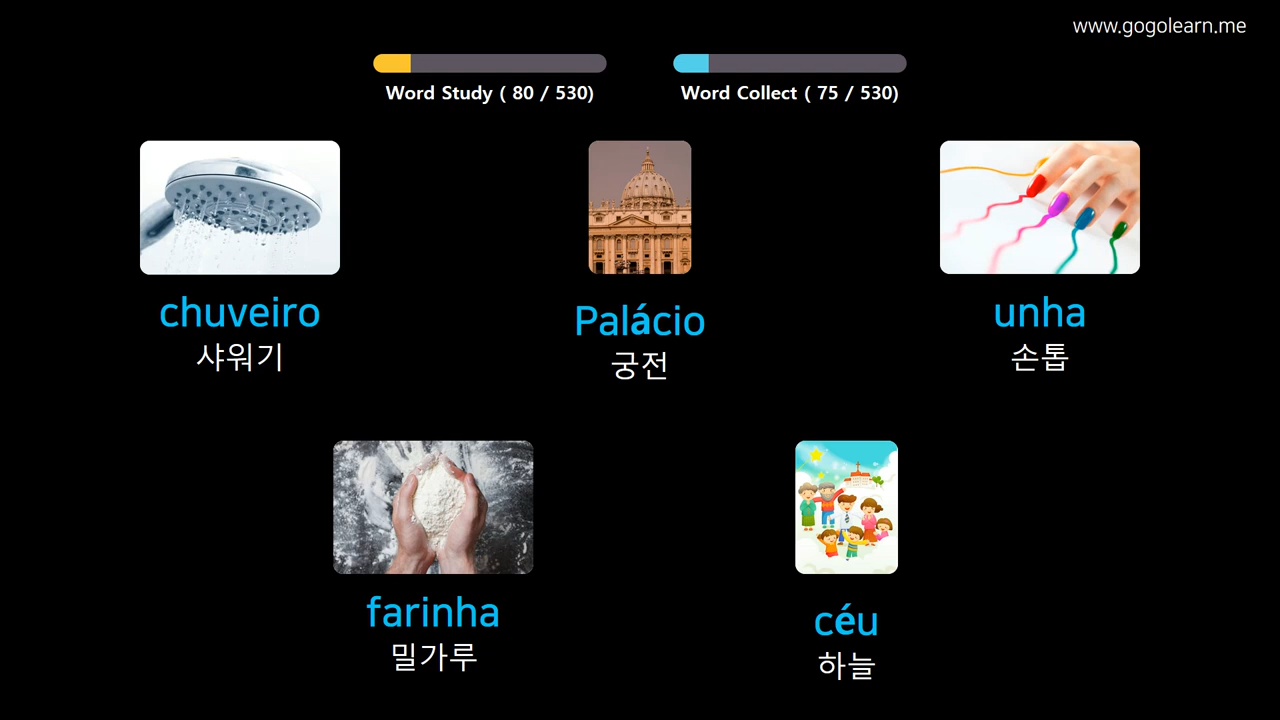 www.gogolearn.me
Word Study ( 80 / 530)
Word Collect ( 75 / 530)
chuveiro
샤워기
Palácio
궁전
unha
손톱
farinha
밀가루
céu
하늘